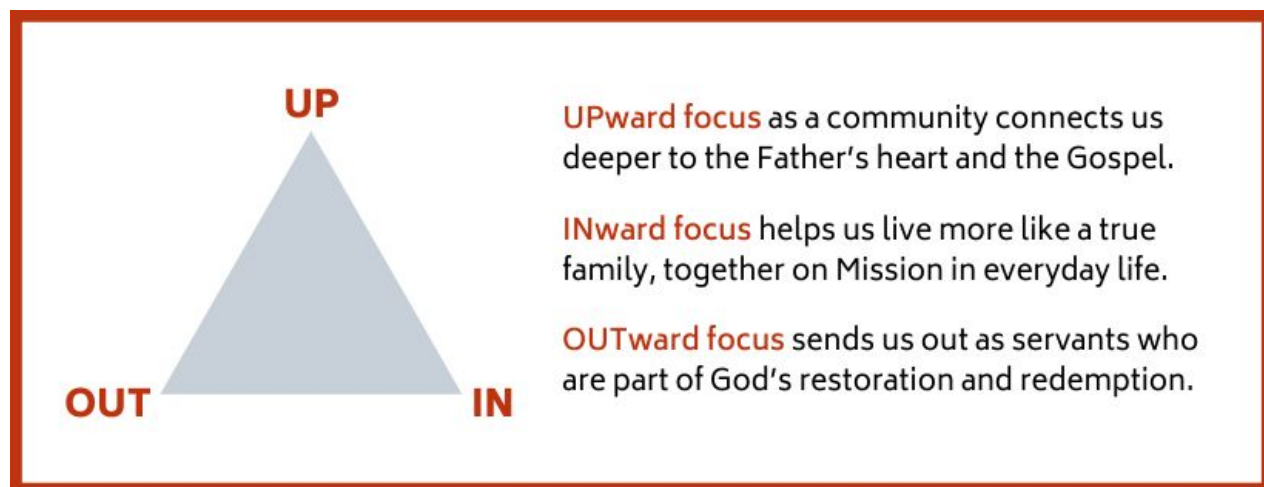 UP
OUT
IN
UPward focus as a community connects us
deeper to the Father's heart and the Gospel.
INward focus helps us live more like a true
family, together on Mission in everyday life.
OUTward focus sends us out as servants who
are part of God's restoration and redemption.